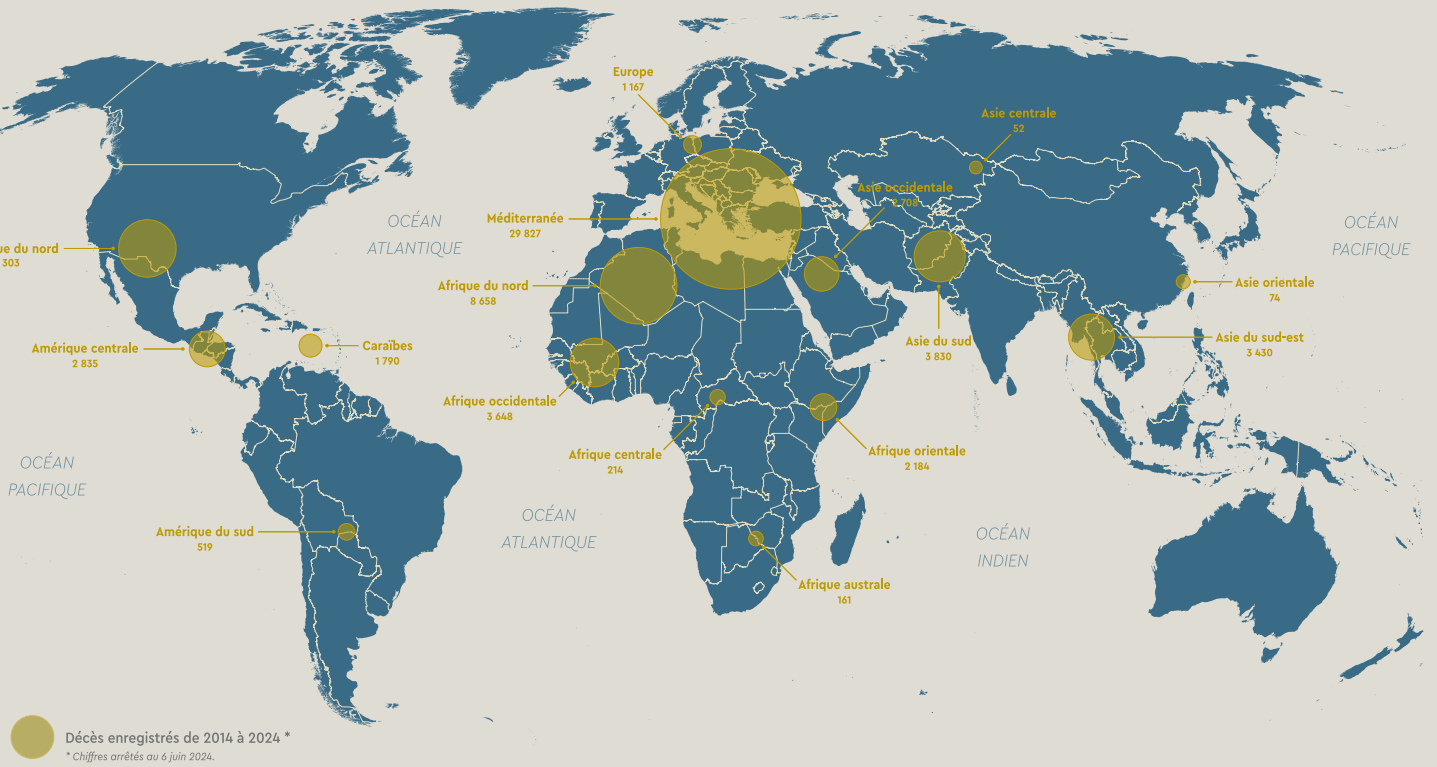 Europe
1 167
Asie centrale
52
Asie occidentale
2 708
OCÉAN
ATLANTIQUE
Méditerranée
29 827
OCÉAN
PACIFIQUE
ue du nord
303
Afrique du nord
8 658
Asie orientale
74
Amérique centrale
2 835
Caraïbes
1 790
Asie du sud
3 830
Asie du sud-est
3 430
Afrique occidentale
3 648
Afrique centrale
214
Afrique orientale
2 184
OCÉAN
PACIFIQUE
Amérique du sud
519
OCÉAN
ATLANTIQUE
OCÉAN
INDIEN
Afrique australe
161
Décès enregistrés de 2014 à 2024 *
* Chiffres arrêtés au 6 juin 2024.